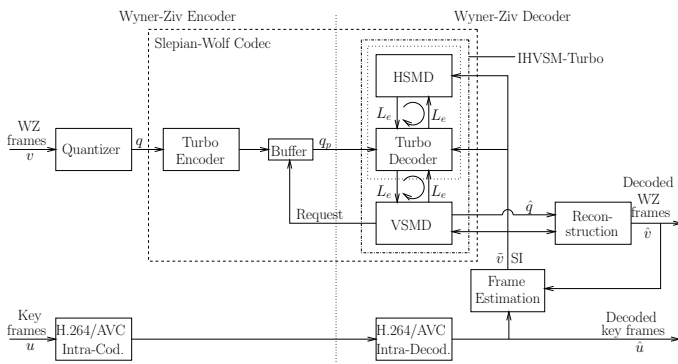 Wyner-Ziv Encoder
Wyner-Ziv Decoder
Slepian-Wolf Codec
IHVSM-Turbo
HSMD
L_e
L_e
WZ
frames
v
Quantizer
q
Turbo
Encoder
Buffer
q_p
Turbo
Decoder
L_e
L_e
Request
VSMD
q̂
Recon-
struction
Decoded
WZ
frames
v̂
ṽ SI
Frame
Estimation
Key
frames
u
H.264/AVC
Intra-Cod.
H.264/AVC
Intra-Decod.
Decoded
key frames
û